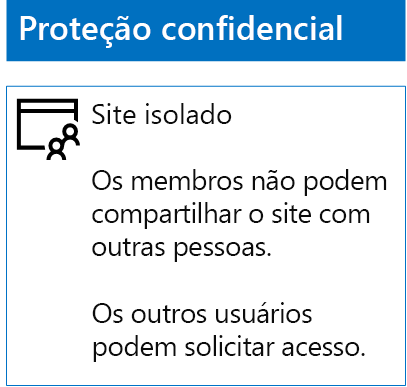 Proteção confidencial
Site isolado
Os membros não podem
compartilhar o site com
outras pessoas.
Os outros usuários
podem solicitar acesso.